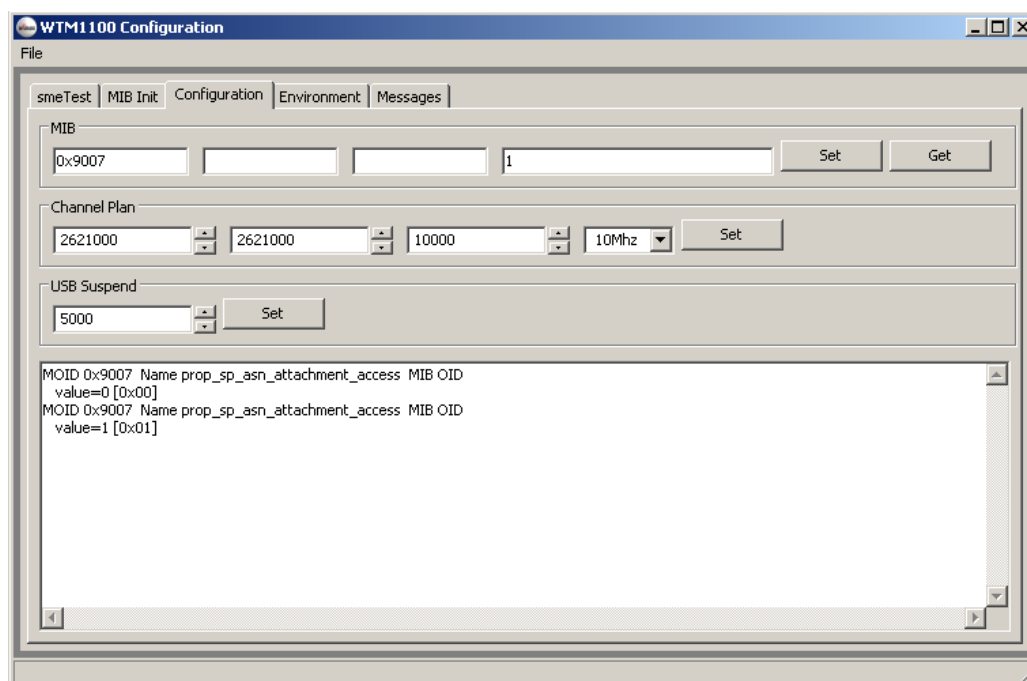 WTM1100 Configuration
File
smeTest MIB Init Configuration Environment Messages
MIB
0x9007 1 Set Get
Channel Plan
2621000 2621000 10000 10Mhz Set
USB Suspend
5000 Set
MOID 0x9007 Name prop_sp_asn_attachment_access MIB OID
value=0 [0x00]
MOID 0x9007 Name prop_sp_asn_attachment_access MIB OID
value=1 [0x01]